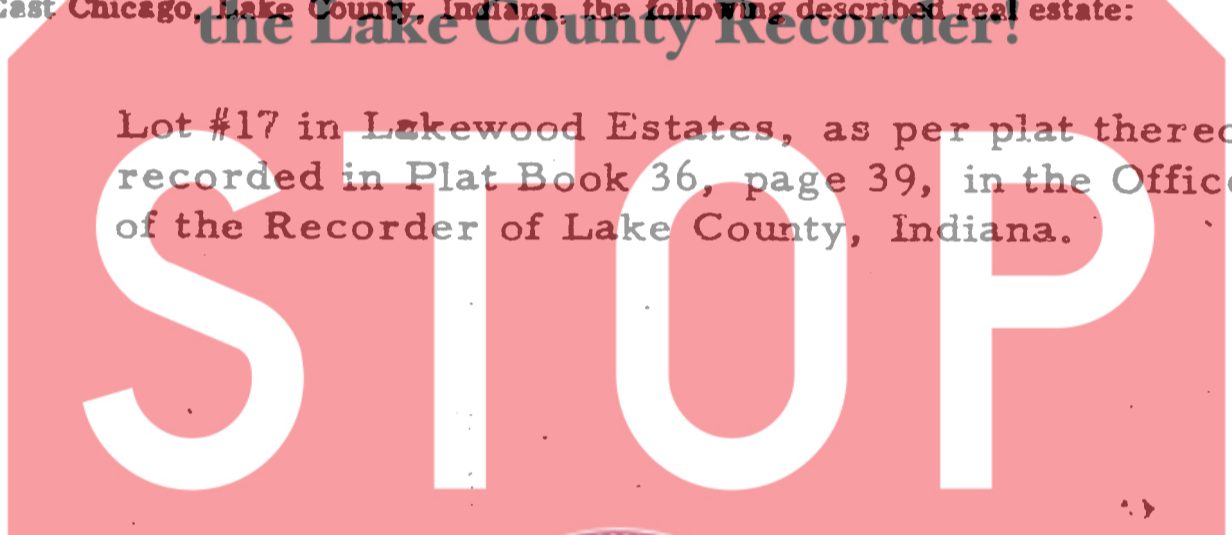 East Chicago, Lake County, Indiana, the following described real estate:
the Lake County Recorder!
Lot #17 in Lakewood Estates, as per plat thereo
recorded in Plat Book 36, page 39, in the Offic
of the Recorder of Lake County, Indiana.
STOP